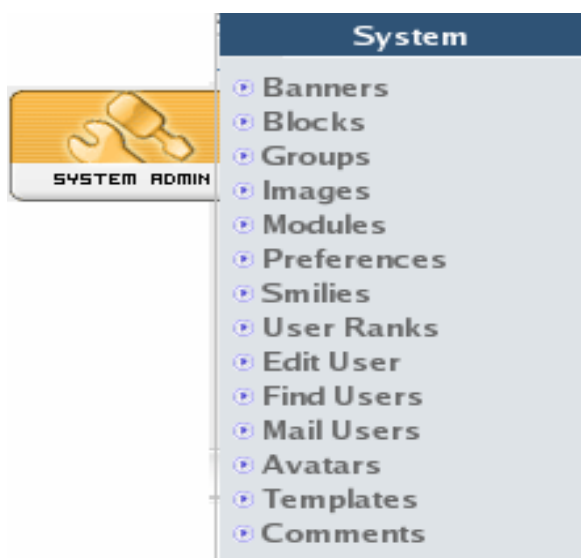 System
SYSTEM ADMIN
Banners
Blocks
Groups
Images
Modules
Preferences
Smilies
User Ranks
Edit User
Find Users
Mail Users
Avatars
Templates
Comments